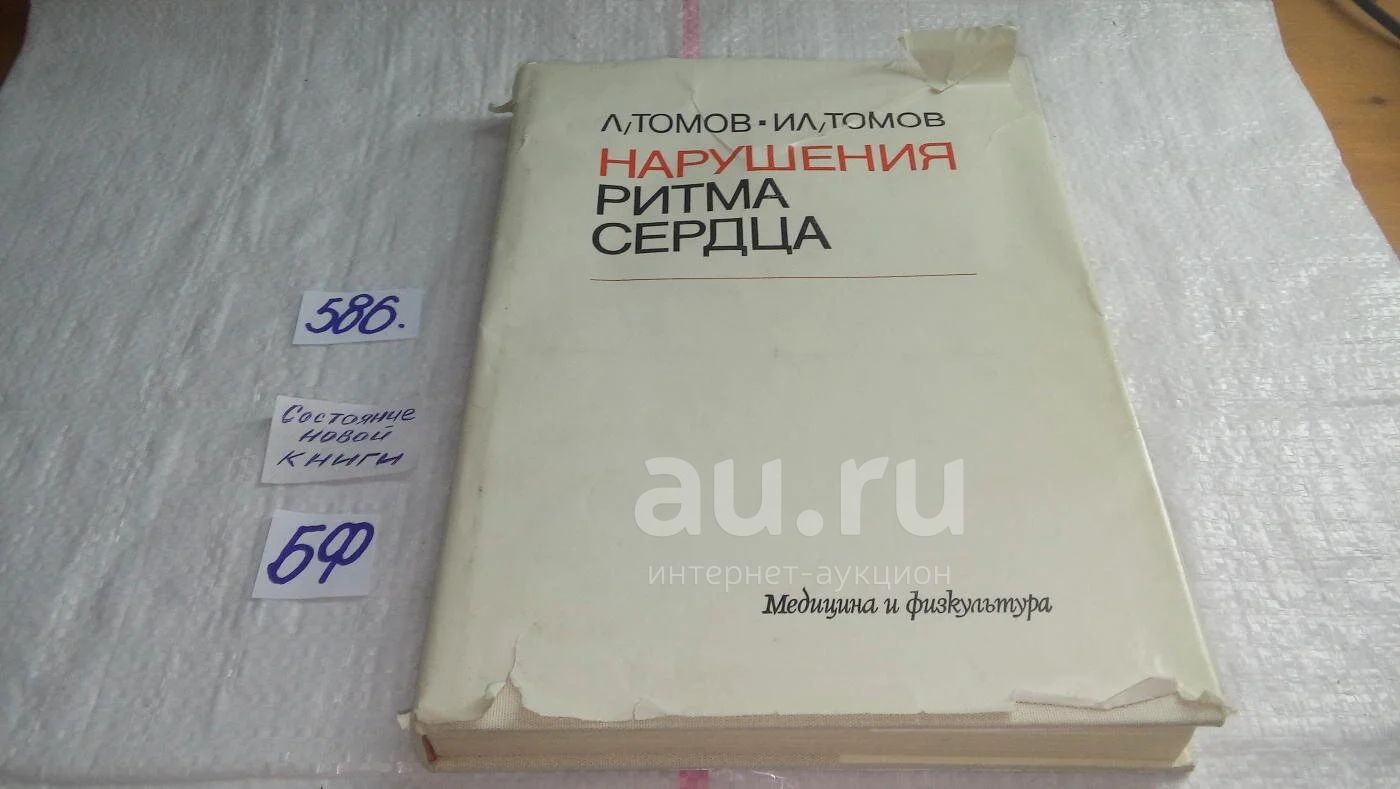 Л. ТОМОВ · ИЛ. ТОМОВ
НАРУШЕНИЯ
РИТМА
СЕРДЦА
586.
Состояние
новой
книги
БФ
au.ru
интернет-аукцион
Медицина и физкультура